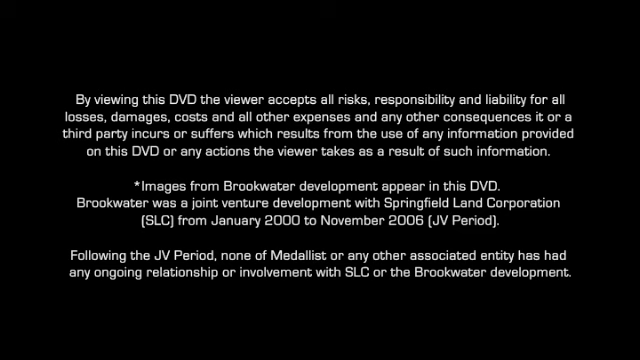 By viewing this DVD the viewer accepts all risks, responsibility and liability for all
losses, damages, costs and all other expenses and any other consequences it or a
third party incurs or suffers which results from the use of any information provided
on this DVD or any actions the viewer takes as a result of such information.
*Images from Brookwater development appear in this DVD.
Brookwater was a joint venture development with Springfield Land Corporation
(SLC) from January 2000 to November 2006 (JV Period).
Following the JV Period, none of Medallist or any other associated entity has had
any ongoing relationship or involvement with SLC or the Brookwater development.